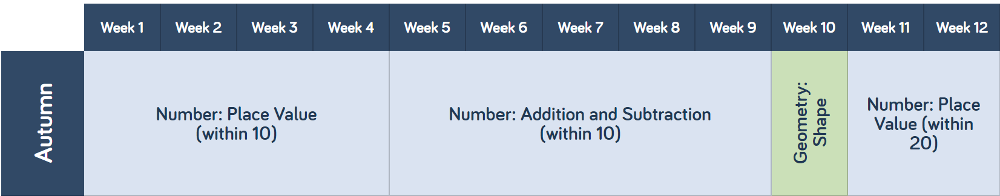 Week 1 Week 2 Week 3 Week 4 Week 5 Week 6 Week 7 Week 8 Week 9 Week 10 Week 11 Week 12
Autumn
Number: Place Value
(within 10)
Number: Addition and Subtraction
(within 10)
Geometry:
Shape
Number: Place
Value (within
20)